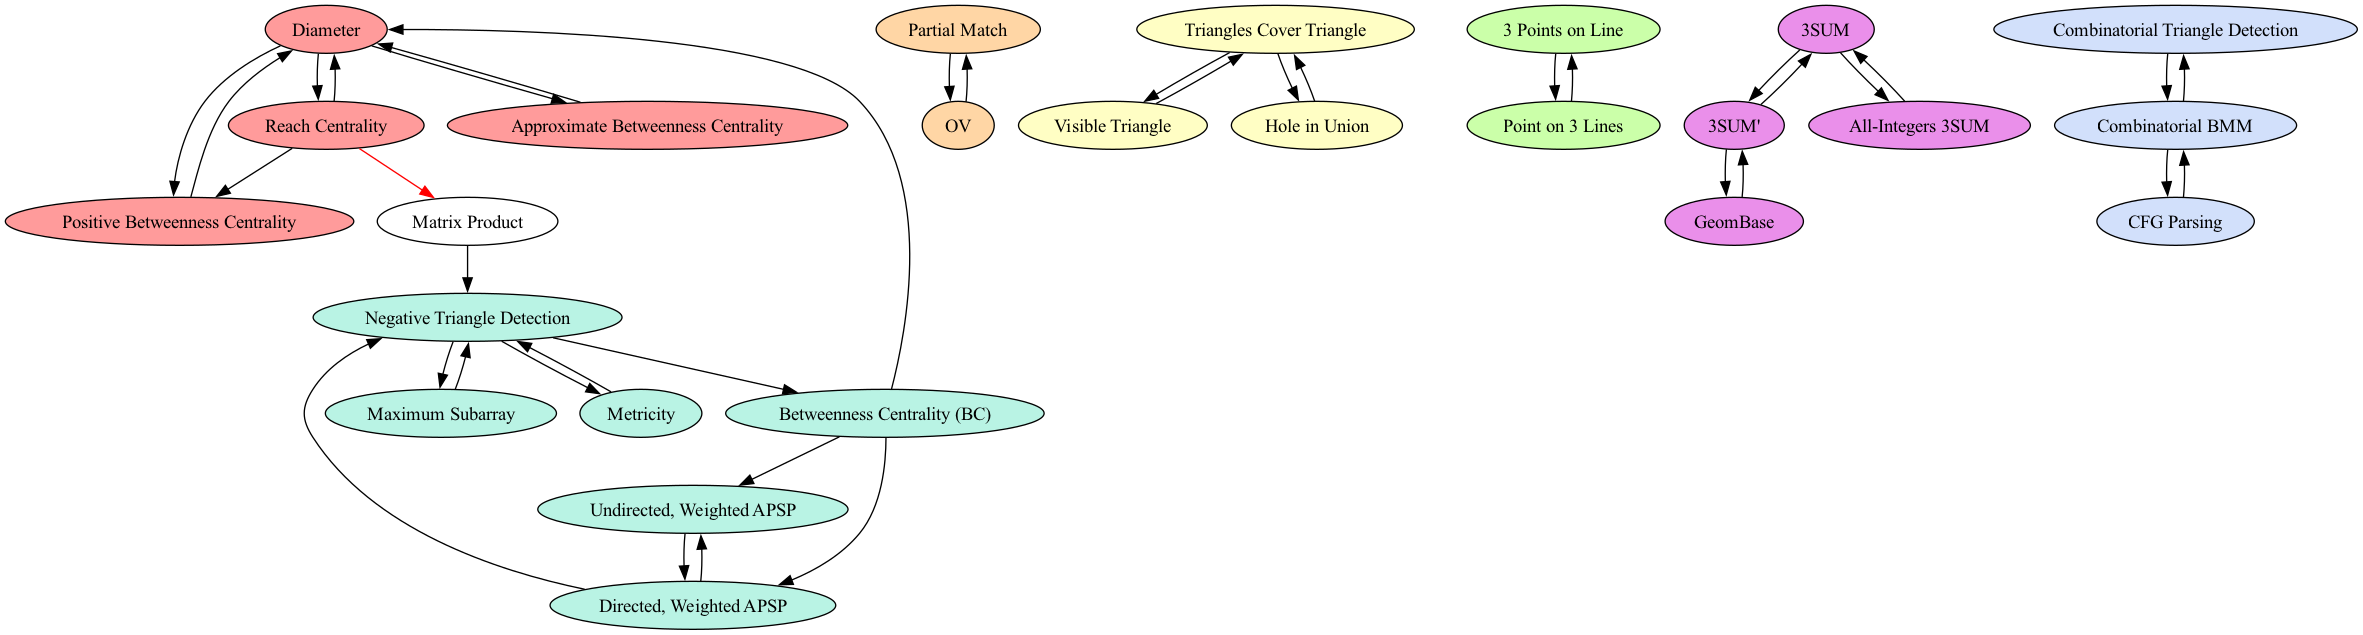 Diameter
Partial Match
Triangles Cover Triangle
3 Points on Line
3SUM
Combinatorial Triangle Detection
Reach Centrality
Approximate Betweenness Centrality
OV
Visible Triangle
Hole in Union
Point on 3 Lines
3SUM'
All-Integers 3SUM
Combinatorial BMM
Positive Betweenness Centrality
Matrix Product
GeomBase
CFG Parsing
Negative Triangle Detection
Maximum Subarray
Metricity
Betweenness Centrality (BC)
Undirected, Weighted APSP
Directed, Weighted APSP